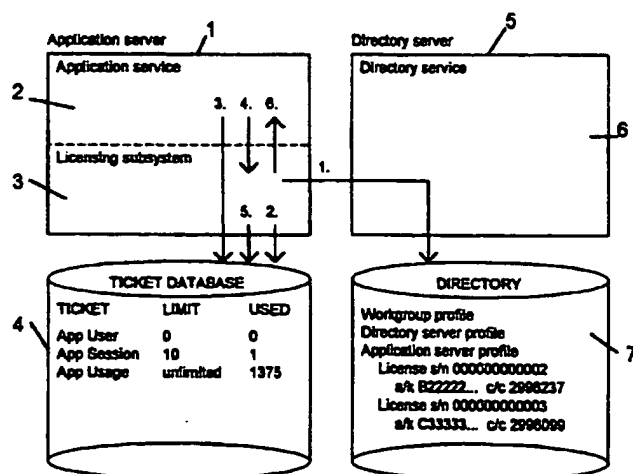 1
5
Application server
Directory server
Application service
Directory service
2
3. 4. 6.
6
Licensing subsystem
3
1.
5. 2.
TICKET DATABASE
DIRECTORY
TICKET LIMIT USED
App User 0 0
App Session 10 1
App Usage unlimited 1375
4
Workgroup profile
Directory server profile
Application server profile
License s/n 000000000002
a/k B22222... c/c 2998237
License s/n 000000000003
a/k C33333... c/c 2998099
7